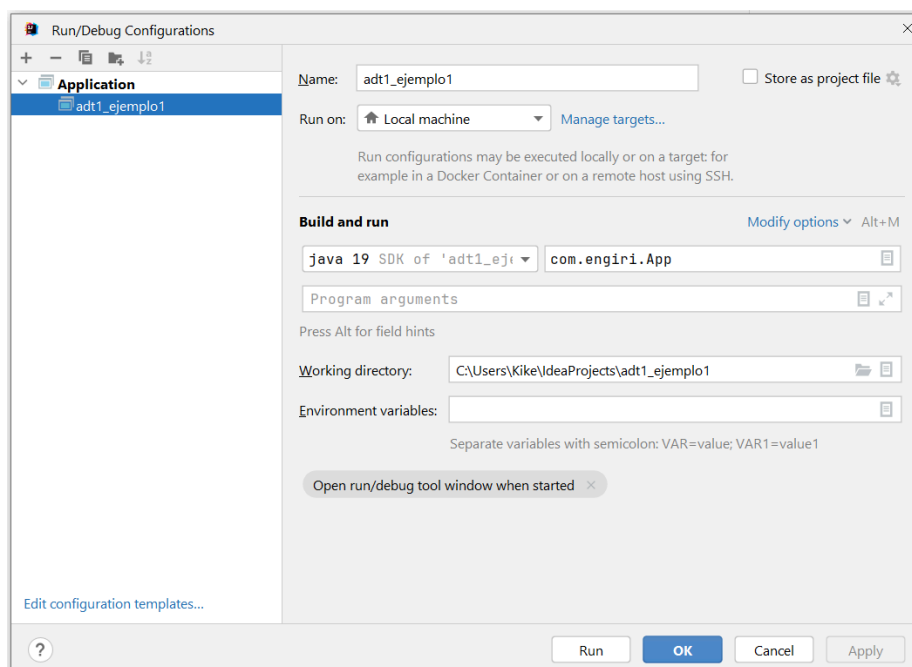 Run/Debug Configurations
Application
adt1_ejemplo1
Name: adt1_ejemplo1 Store as project file
Run on: Local machine Manage targets...
Run configurations may be executed locally or on a target: for
example in a Docker Container or on a remote host using SSH.
Build and run Modify options Alt+M
java 19 SDK of 'adt1_eje com.engiri.App
Program arguments
Press Alt for field hints
Working directory: C:\Users\Kike\IdeaProjects\adt1_ejemplo1
Environment variables:
Separate variables with semicolon: VAR=value; VAR1=value1
Open run/debug tool window when started
Edit configuration templates...
? Run OK Cancel Apply